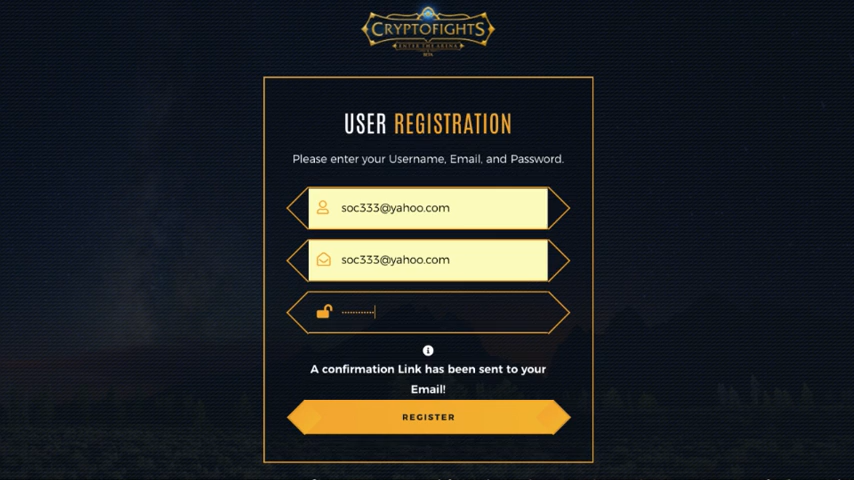 CRYPTOFIGHTS
ENTER THE ARENA
USER REGISTRATION
Please enter your Username, Email, and Password.
soc333@yahoo.com
soc333@yahoo.com
A confirmation Link has been sent to your
Email!
REGISTER